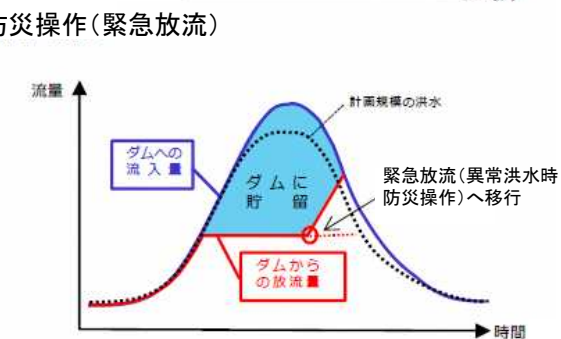 防災操作(緊急放流)
流量
計画規模の洪水
ダムへの
流入量
ダムに
貯留
緊急放流(異常洪水時
防災操作)へ移行
ダムから
の放流量
時間